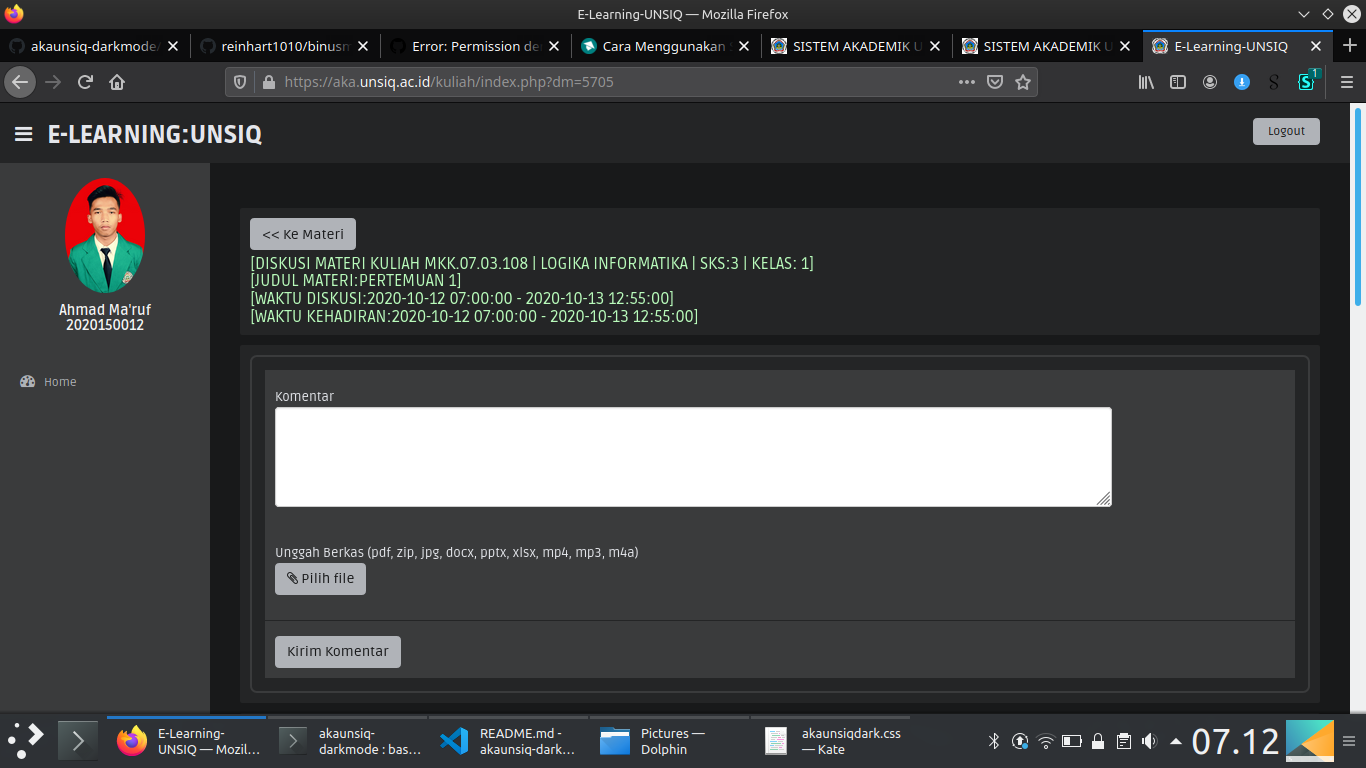 E-Learning-UNSIQ — Mozilla Firefox
akaunsiq-darkmode/
reinhart1010/binusm
Error: Permission de
Cara Menggunakan
SISTEM AKADEMIK U
SISTEM AKADEMIK U
E-Learning-UNSIQ
https://aka.unsiq.ac.id/kuliah/index.php?dm=5705
S
S 1
E-LEARNING:UNSIQ
Logout
Ahmad Ma'ruf
2020150012
Home
<< Ke Materi
[DISKUSI MATERI KULIAH MKK.07.03.108 | LOGIKA INFORMATIKA | SKS:3 | KELAS: 1]
[JUDUL MATERI:PERTEMUAN 1]
[WAKTU DISKUSI:2020-10-12 07:00:00 - 2020-10-13 12:55:00]
[WAKTU KEHADIRAN:2020-10-12 07:00:00 - 2020-10-13 12:55:00]
Komentar
Unggah Berkas (pdf, zip, jpg, docx, pptx, xlsx, mp4, mp3, m4a)
Pilih file
Kirim Komentar
E-Learning-
UNSIQ — Mozil...
akaunsiq-
darkmode : bas...
README.md -
akaunsiq-dark...
Pictures —
Dolphin
akaunsiqdark.css
— Kate
07.12